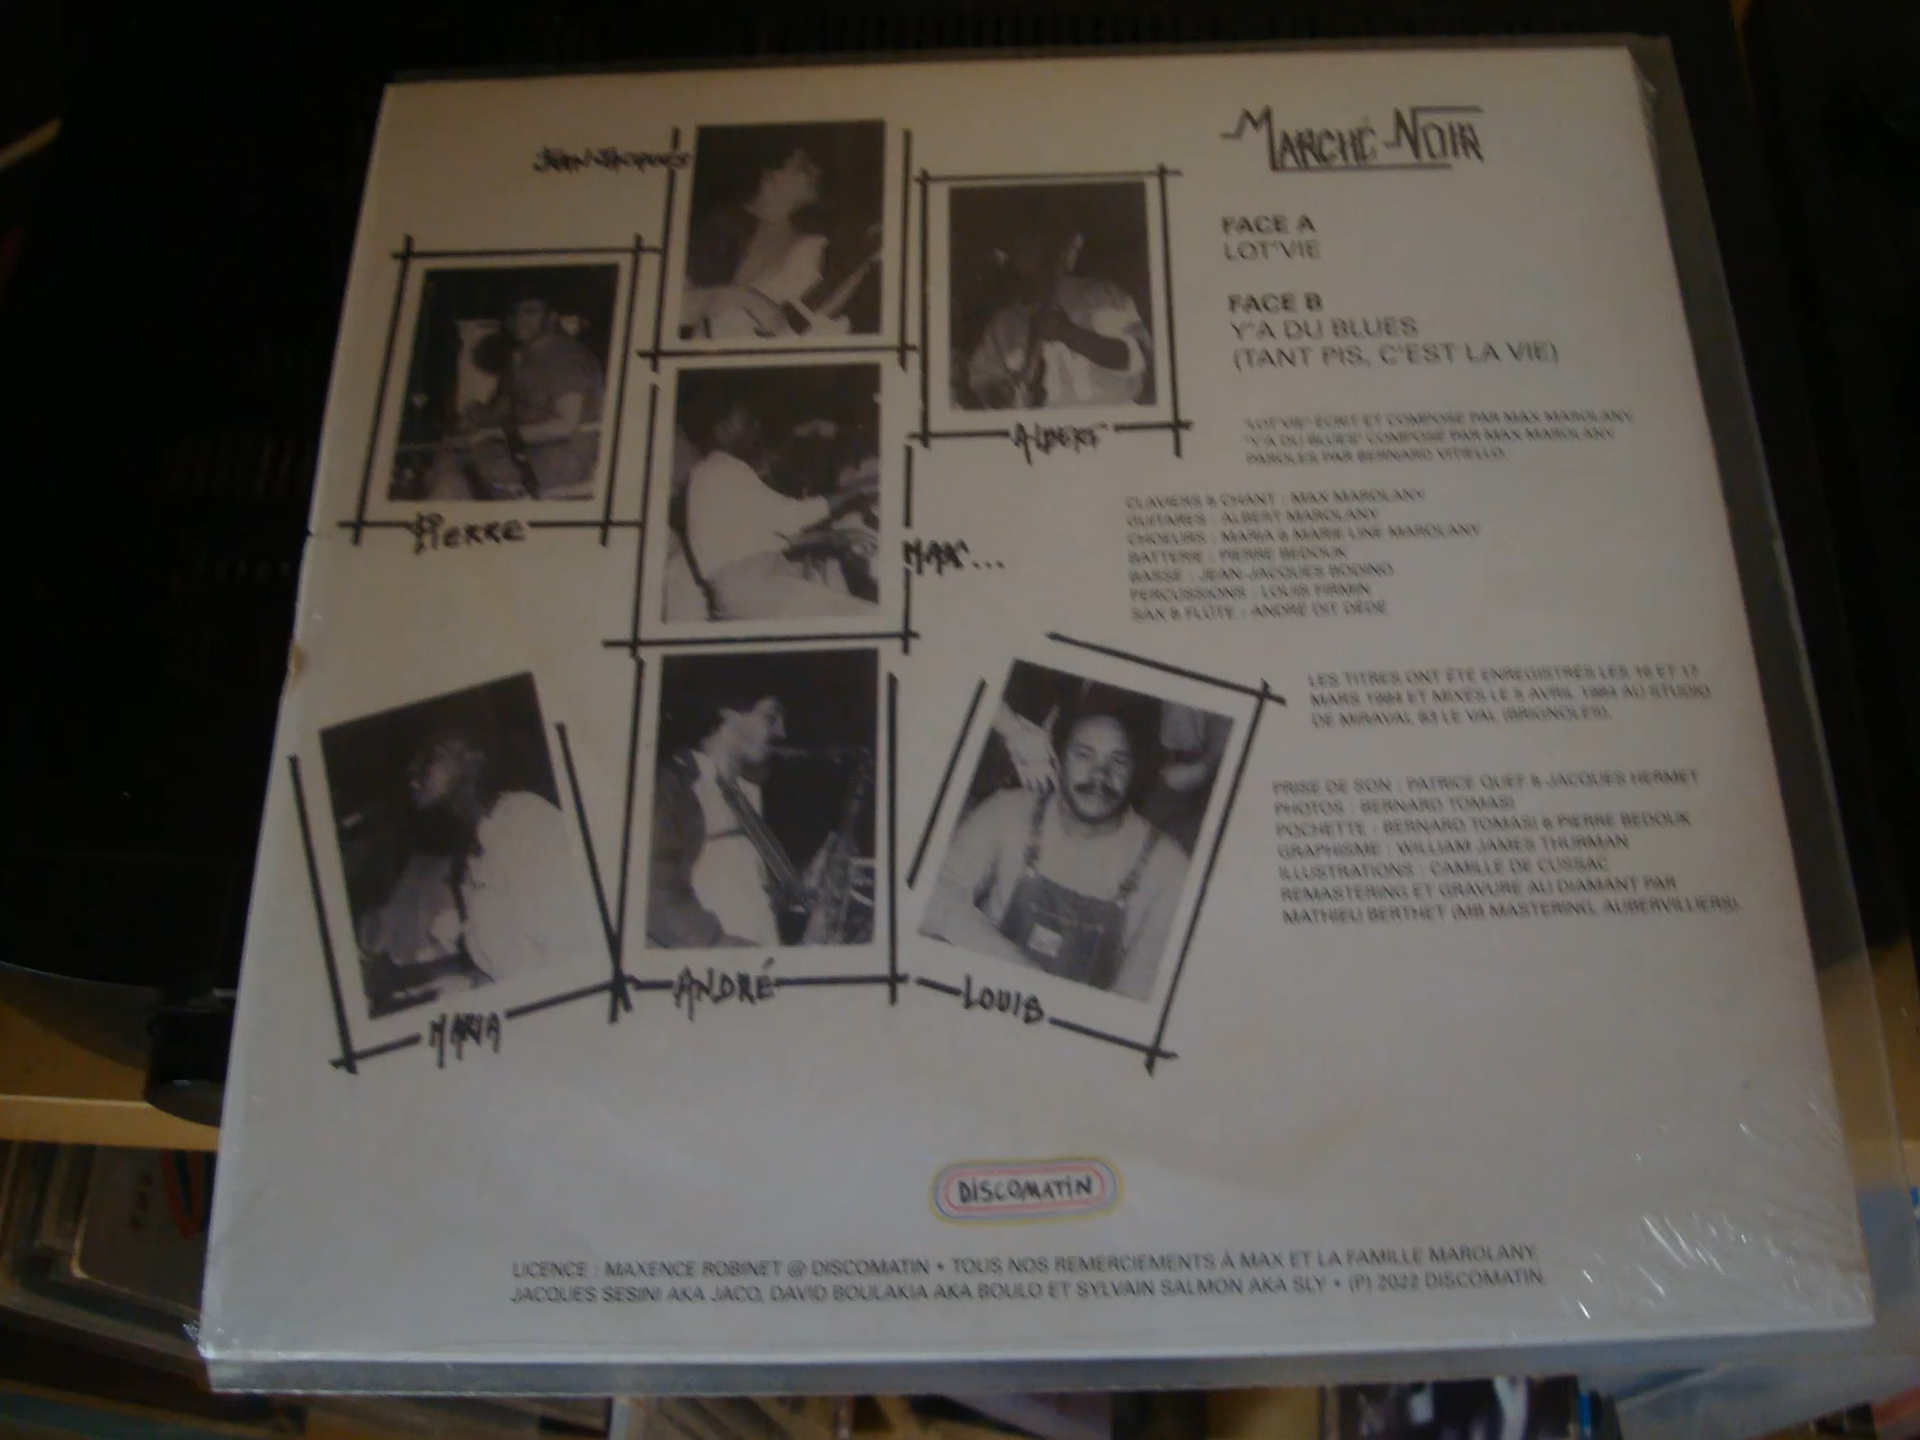 MARCHÉ-NOIR
FACE A
LOT'VIE
FACE B
Y'A DU BLUES
(TANT PIS, C'EST LA VIE)
"LOT'VIE" ÉCRIT ET COMPOSÉ PAR MAX MAROLANY.
"Y'A DU BLUES" COMPOSÉ PAR MAX MAROLANY
PAROLES PAR BERNARD VITIELLO.
CLAVIERS & CHANT : MAX MAROLANY
GUITARES : ALBERT MAROLANY
CHOEURS : MARIA & MARIE LINE MAROLANY
BATTERIE : PIERRE BEDOUK
BASSE : JEAN-JACQUES BODINO
PERCUSSIONS : LOUIS FIRMIN
SAX & FLÛTE : ANDRÉ DIT DÉDÉ
LES TITRES ONT ÉTÉ ENREGISTRÉS LES 16 ET 17
MARS 1984 ET MIXÉS LE 5 AVRIL 1984 AU STUDIO
DE MIRAVAL 83 LE VAL (BRIGNOLES).
PRISE DE SON : PATRICE QUEF & JACQUES HERMET
PHOTOS : BERNARD TOMASI
POCHETTE : BERNARD TOMASI & PIERRE BEDOUK
GRAPHISME : WILLIAM JAMES THURMAN
ILLUSTRATIONS : CAMILLE DE CUSSAC
REMASTERING ET GRAVURE AU DIAMANT PAR
MATHIEU BERTHET (MB MASTERING, AUBERVILLIERS).
JEAN-JACQUES
ALBERT
PIERRE
MAX...
MARIA
ANDRÉ
LOUIS
DISCOMATIN
LICENCE : MAXENCE ROBINET @ DISCOMATIN • TOUS NOS REMERCIEMENTS À MAX ET LA FAMILLE MAROLANY,
JACQUES SESINI AKA JACO, DAVID BOULAKIA AKA BOULO ET SYLVAIN SALMON AKA SLY • (P) 2022 DISCOMATIN